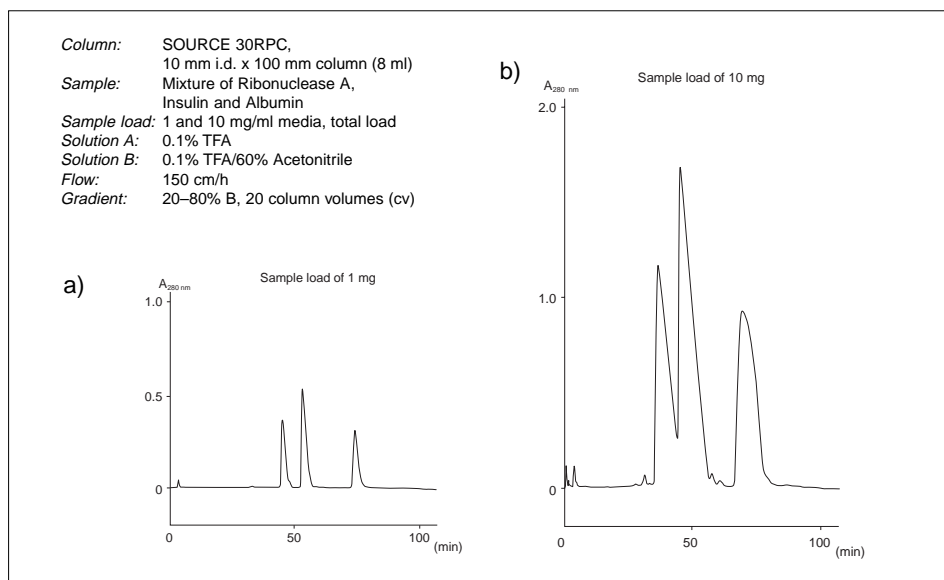 Column: SOURCE 30RPC,
10 mm i.d. x 100 mm column (8 ml)
Sample: Mixture of Ribonuclease A,
Insulin and Albumin
Sample load: 1 and 10 mg/ml media, total load
Solution A: 0.1% TFA
Solution B: 0.1% TFA/60% Acetonitrile
Flow: 150 cm/h
Gradient: 20–80% B, 20 column volumes (cv)
a)
Sample load of 1 mg
A280 nm
1.0
0.5
0
0 50 100
(min)
b)
Sample load of 10 mg
A280 nm
2.0
1.0
0
0 50 100
(min)